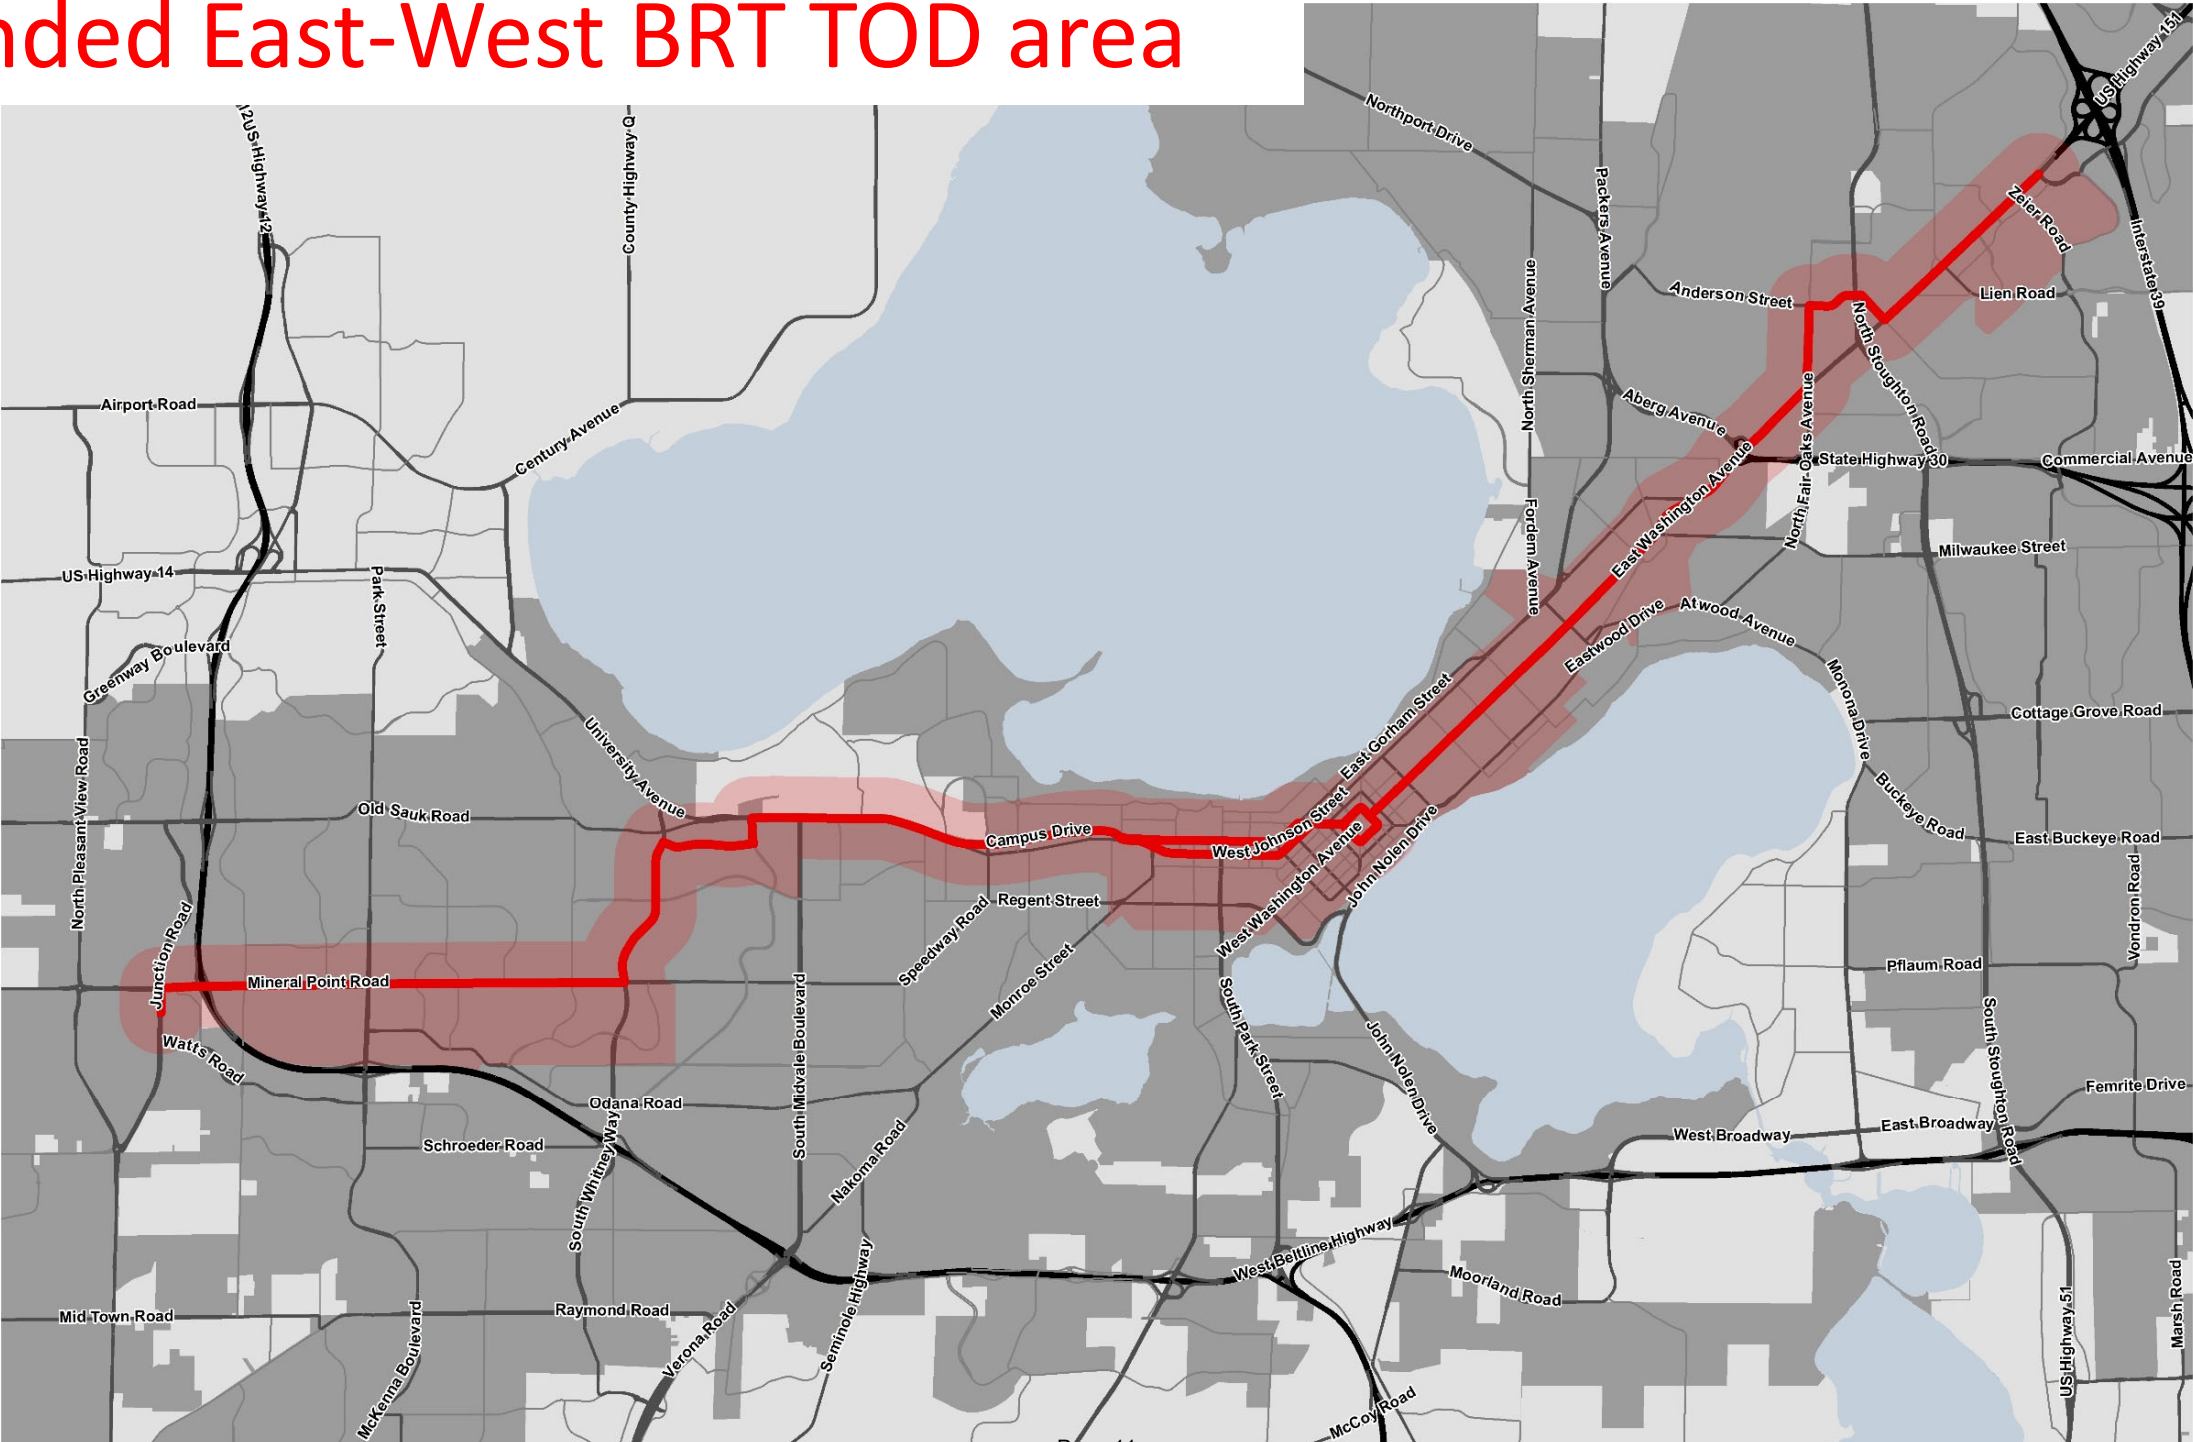 nded East-West BRT TOD area
US Highway 151
Northport Drive
US Highway 12
County Highway Q
Packers Avenue
Zeier Road
Interstate 39
North Sherman Avenue
Anderson Street
Lien Road
North Stoughton Road
Airport Road
Century Avenue
Aberg Avenue
North Fair Oaks Avenue
State Highway 30
Commercial Avenue
East Washington Avenue
Fordem Avenue
Milwaukee Street
US Highway 14
Park Street
Greenway Boulevard
Eastwood Drive
Atwood Avenue
Monona Drive
Cottage Grove Road
University Avenue
East Gorham Street
North Pleasant View Road
Old Sauk Road
Buckeye Road
East Buckeye Road
Campus Drive
West Johnson Street
West Washington Avenue
John Nolen Drive
Junction Road
Regent Street
Speedway Road
Monroe Street
Vondron Road
Mineral Point Road
Pflaum Road
South Midvale Boulevard
South Park Street
John Nolen Drive
South Stoughton Road
Watts Road
Odana Road
Femrite Drive
Schroeder Road
South Whitney Way
Nakoma Road
West Broadway
East Broadway
West Beltline Highway
Seminole Highway
Moorland Road
Mid Town Road
Raymond Road
Verona Road
McKenna Boulevard
US Highway 51
Marsh Road
McCoy Road